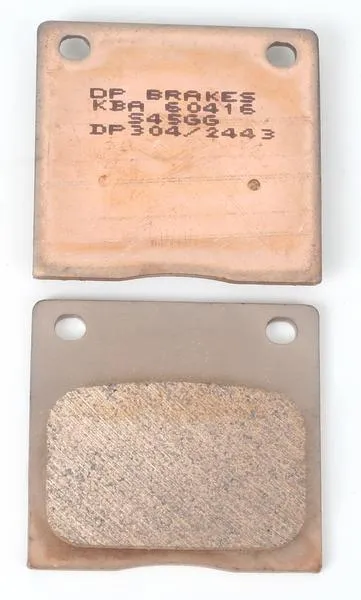 DP BRAKES
KBA 60416
S45GG
DP304/2443